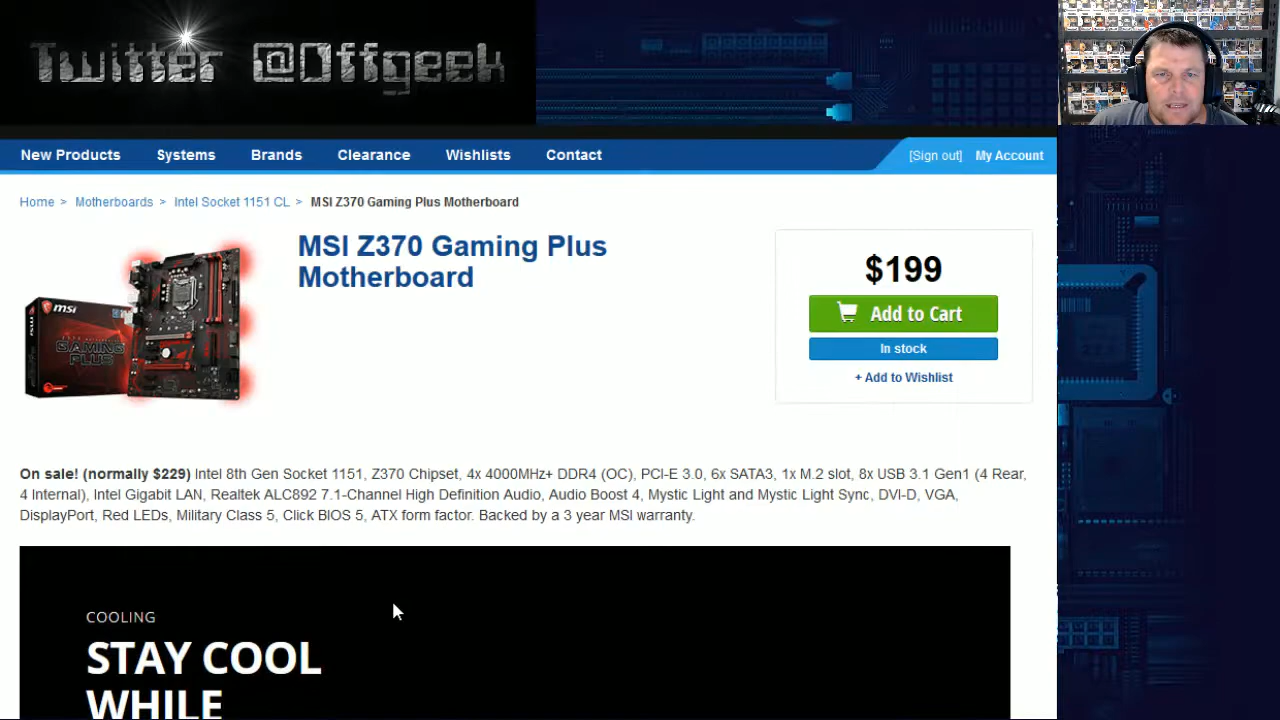 Twitter @Offgeek
New Products Systems Brands Clearance Wishlists Contact [Sign out] My Account
Home > Motherboards > Intel Socket 1151 CL > MSI Z370 Gaming Plus Motherboard
MSI Z370 Gaming Plus
Motherboard
$199
Add to Cart
In stock
+ Add to Wishlist
msi
GAMING
PLUS
On sale! (normally $229) Intel 8th Gen Socket 1151, Z370 Chipset, 4x 4000MHz+ DDR4 (OC), PCI-E 3.0, 6x SATA3, 1x M.2 slot, 8x USB 3.1 Gen1 (4 Rear,
4 Internal), Intel Gigabit LAN, Realtek ALC892 7.1-Channel High Definition Audio, Audio Boost 4, Mystic Light and Mystic Light Sync, DVI-D, VGA,
DisplayPort, Red LEDs, Military Class 5, Click BIOS 5, ATX form factor. Backed by a 3 year MSI warranty.
COOLING
STAY COOL
WHILE